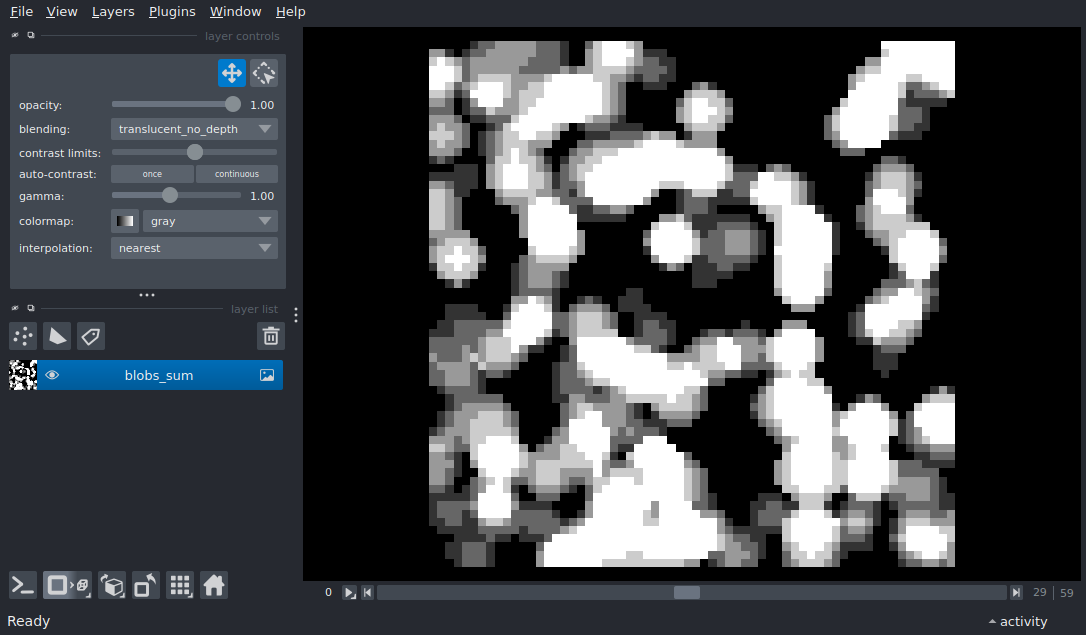 File View Layers Plugins Window Help
layer controls
opacity: 1.00
blending: translucent_no_depth
contrast limits:
auto-contrast: once continuous
gamma: 1.00
colormap: gray
interpolation: nearest
layer list
blobs_sum
0 29 59
Ready activity